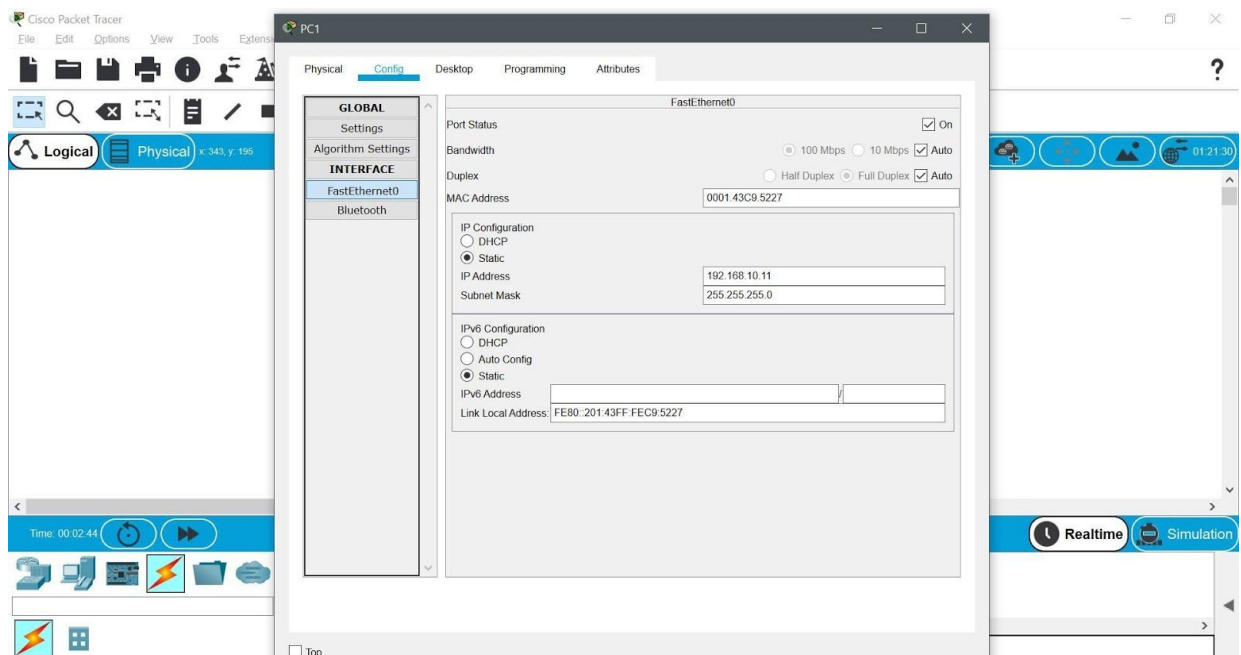 Cisco Packet Tracer
File Edit Options View Tools
PC1
Physical Config Desktop Programming Attributes
GLOBAL
Settings
Algorithm Settings
INTERFACE
FastEthernet0
Bluetooth
FastEthernet0
Port Status On
Bandwidth 100 Mbps 10 Mbps Auto
Duplex Half Duplex Full Duplex Auto
MAC Address 0001.43C9.5227
IP Configuration
DHCP
Static
IP Address 192.168.10.11
Subnet Mask 255.255.255.0
IPv6 Configuration
DHCP
Auto Config
Static
IPv6 Address /
Link Local Address: FE80::201:43FF:FEC9:5227
Logical Physical x: 343, y: 195
01:21:30
Time: 00:02:44
Realtime Simulation
Top